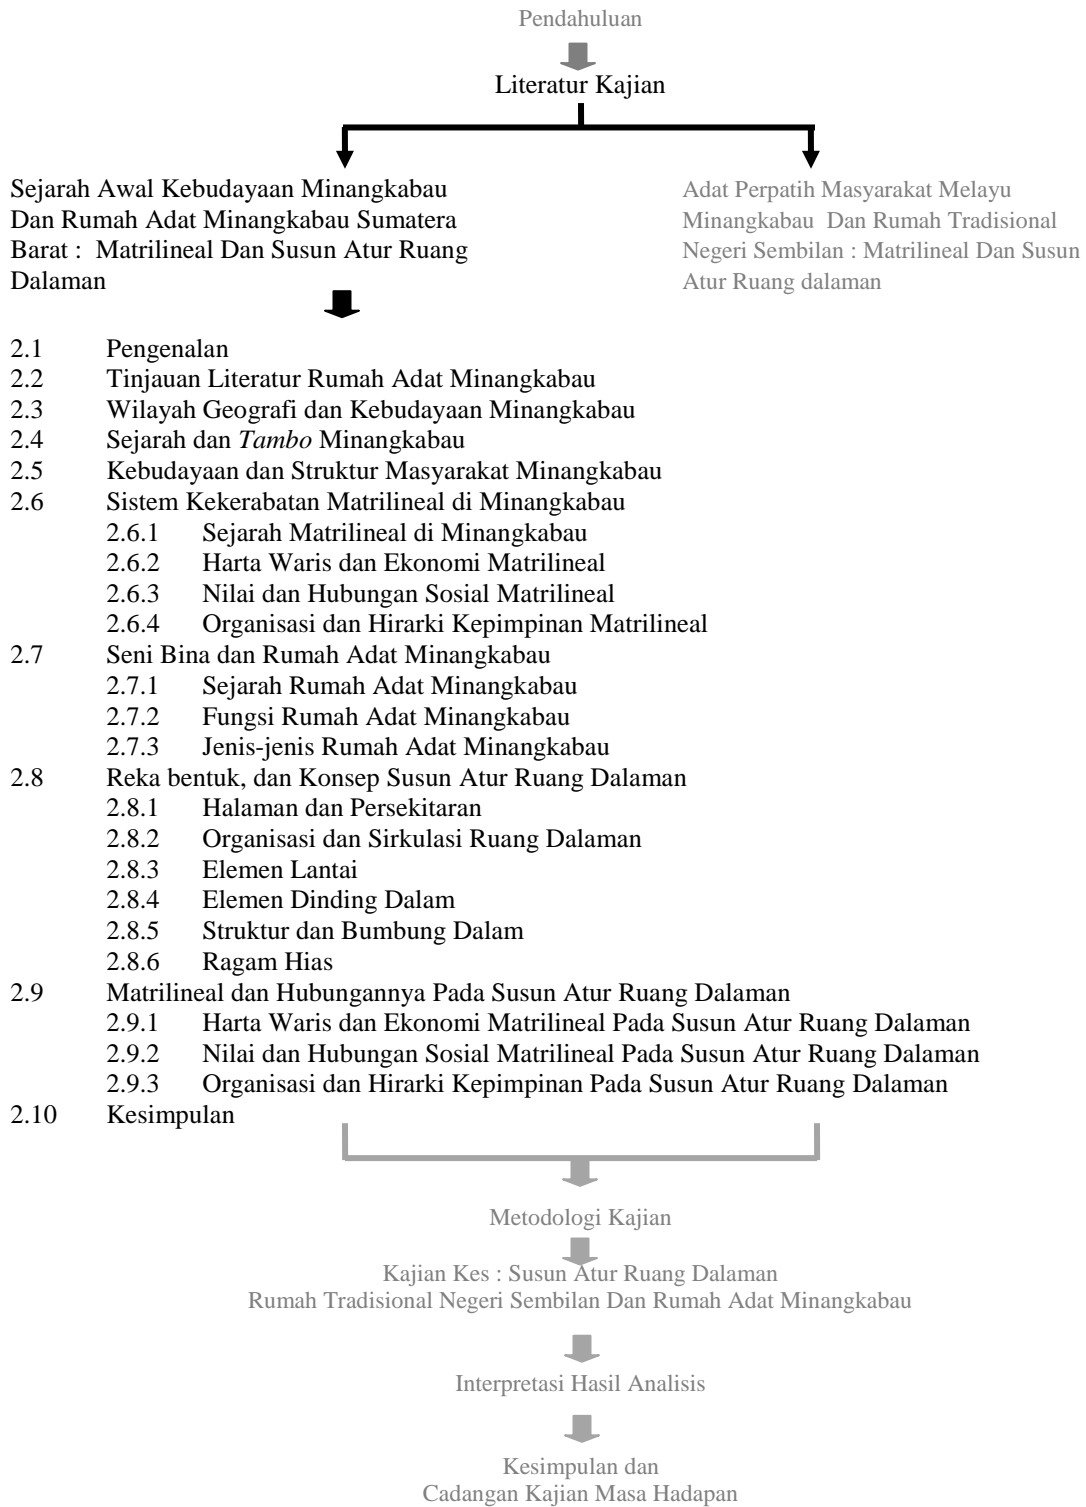 Pendahuluan
Literatur Kajian
Sejarah Awal Kebudayaan Minangkabau
Dan Rumah Adat Minangkabau Sumatera
Barat : Matrilineal Dan Susun Atur Ruang
Dalaman
Adat Perpatih Masyarakat Melayu
Minangkabau Dan Rumah Tradisional
Negeri Sembilan : Matrilineal Dan Susun
Atur Ruang dalaman
2.1 Pengenalan
2.2 Tinjauan Literatur Rumah Adat Minangkabau
2.3 Wilayah Geografi dan Kebudayaan Minangkabau
2.4 Sejarah dan Tambo Minangkabau
2.5 Kebudayaan dan Struktur Masyarakat Minangkabau
2.6 Sistem Kekerabatan Matrilineal di Minangkabau
2.6.1 Sejarah Matrilineal di Minangkabau
2.6.2 Harta Waris dan Ekonomi Matrilineal
2.6.3 Nilai dan Hubungan Sosial Matrilineal
2.6.4 Organisasi dan Hirarki Kepimpinan Matrilineal
2.7 Seni Bina dan Rumah Adat Minangkabau
2.7.1 Sejarah Rumah Adat Minangkabau
2.7.2 Fungsi Rumah Adat Minangkabau
2.7.3 Jenis-jenis Rumah Adat Minangkabau
2.8 Reka bentuk, dan Konsep Susun Atur Ruang Dalaman
2.8.1 Halaman dan Persekitaran
2.8.2 Organisasi dan Sirkulasi Ruang Dalaman
2.8.3 Elemen Lantai
2.8.4 Elemen Dinding Dalam
2.8.5 Struktur dan Bumbung Dalam
2.8.6 Ragam Hias
2.9 Matrilineal dan Hubungannya Pada Susun Atur Ruang Dalaman
2.9.1 Harta Waris dan Ekonomi Matrilineal Pada Susun Atur Ruang Dalaman
2.9.2 Nilai dan Hubungan Sosial Matrilineal Pada Susun Atur Ruang Dalaman
2.9.3 Organisasi dan Hirarki Kepimpinan Pada Susun Atur Ruang Dalaman
2.10 Kesimpulan
Metodologi Kajian
Kajian Kes : Susun Atur Ruang Dalaman
Rumah Tradisional Negeri Sembilan Dan Rumah Adat Minangkabau
Interpretasi Hasil Analisis
Kesimpulan dan
Cadangan Kajian Masa Hadapan